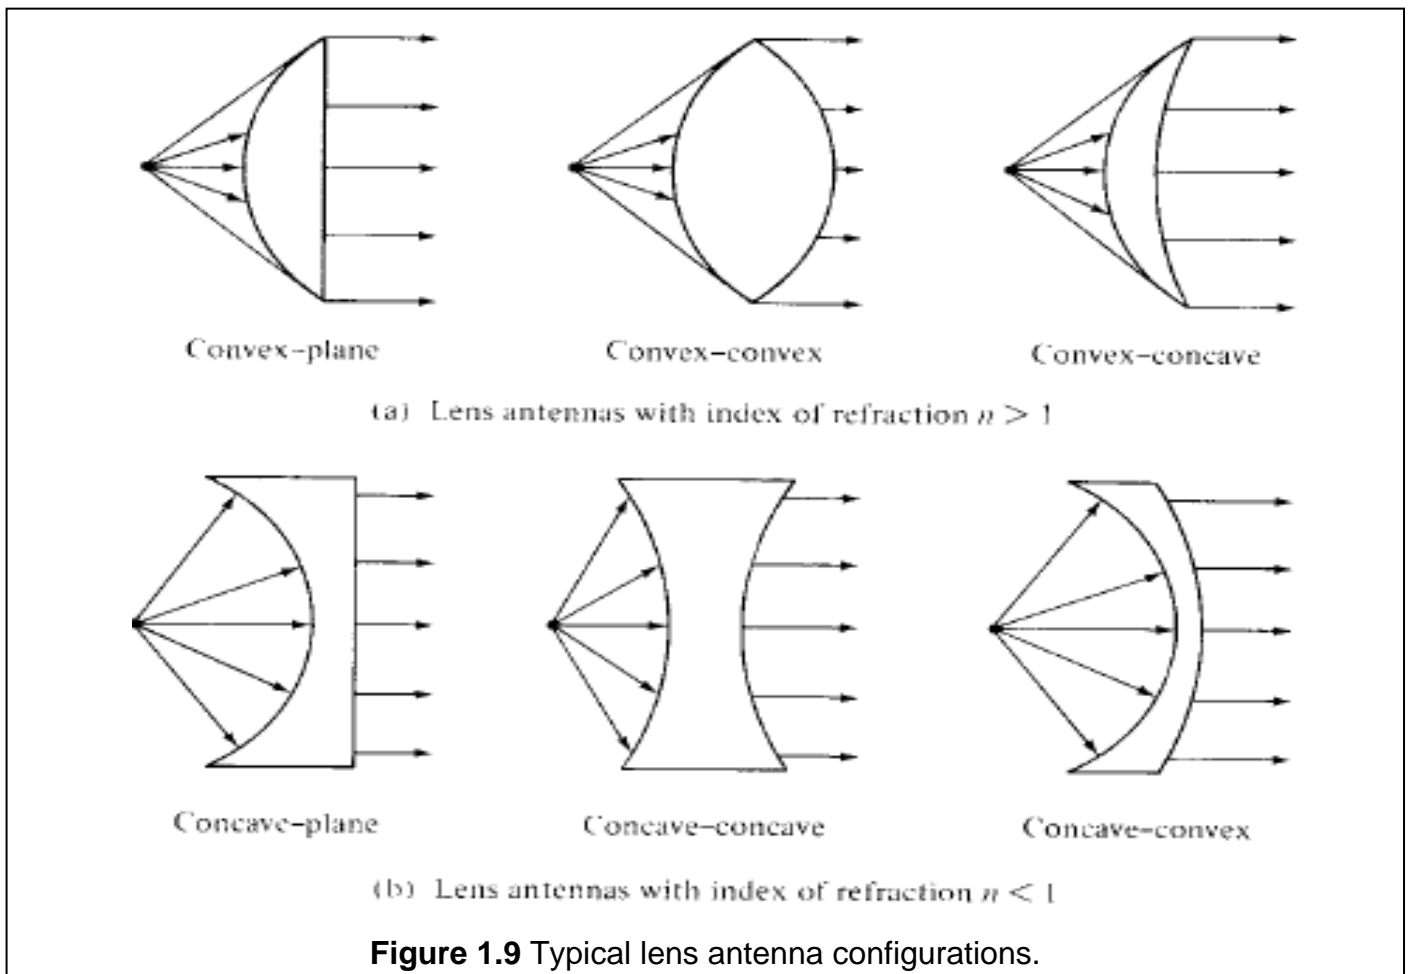 Convex-plane
Convex-convex
Convex-concave
(a) Lens antennas with index of refraction n > 1
Concave-plane
Concave-concave
Concave-convex
(b) Lens antennas with index of refraction n < 1
Figure 1.9 Typical lens antenna configurations.